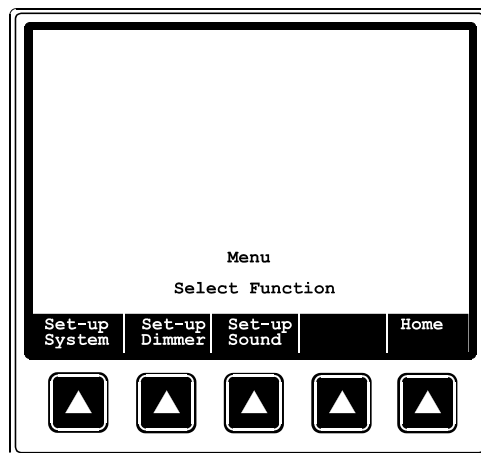 Menu
Select Function
Set-up System
Set-up Dimmer
Set-up Sound
Home